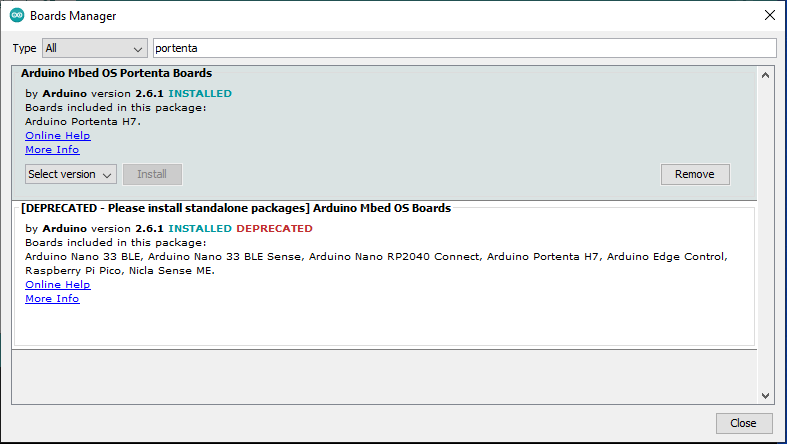 Boards Manager
Type All portenta
Arduino Mbed OS Portenta Boards
by Arduino version 2.6.1 INSTALLED
Boards included in this package:
Arduino Portenta H7.
Online Help
More Info
Select version Install Remove
[DEPRECATED - Please install standalone packages] Arduino Mbed OS Boards
by Arduino version 2.6.1 INSTALLED DEPRECATED
Boards included in this package:
Arduino Nano 33 BLE, Arduino Nano 33 BLE Sense, Arduino Nano RP2040 Connect, Arduino Portenta H7, Arduino Edge Control,
Raspberry Pi Pico, Nicla Sense ME.
Online Help
More Info
Close